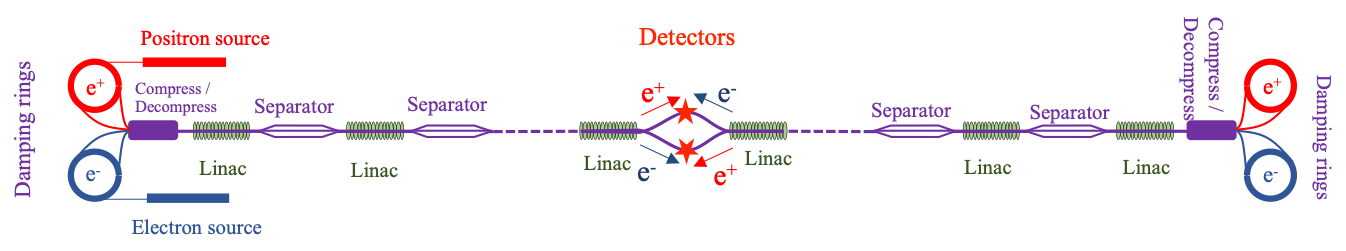 Damping rings
Positron source
e+
Compress /
Decompress
e-
Electron source
Linac
Separator
Linac
Separator
Detectors
e+
e-
Linac
e-
e+
Linac
Separator
Linac
Separator
Linac
Compress /
Decompress
e+
e-
Damping rings